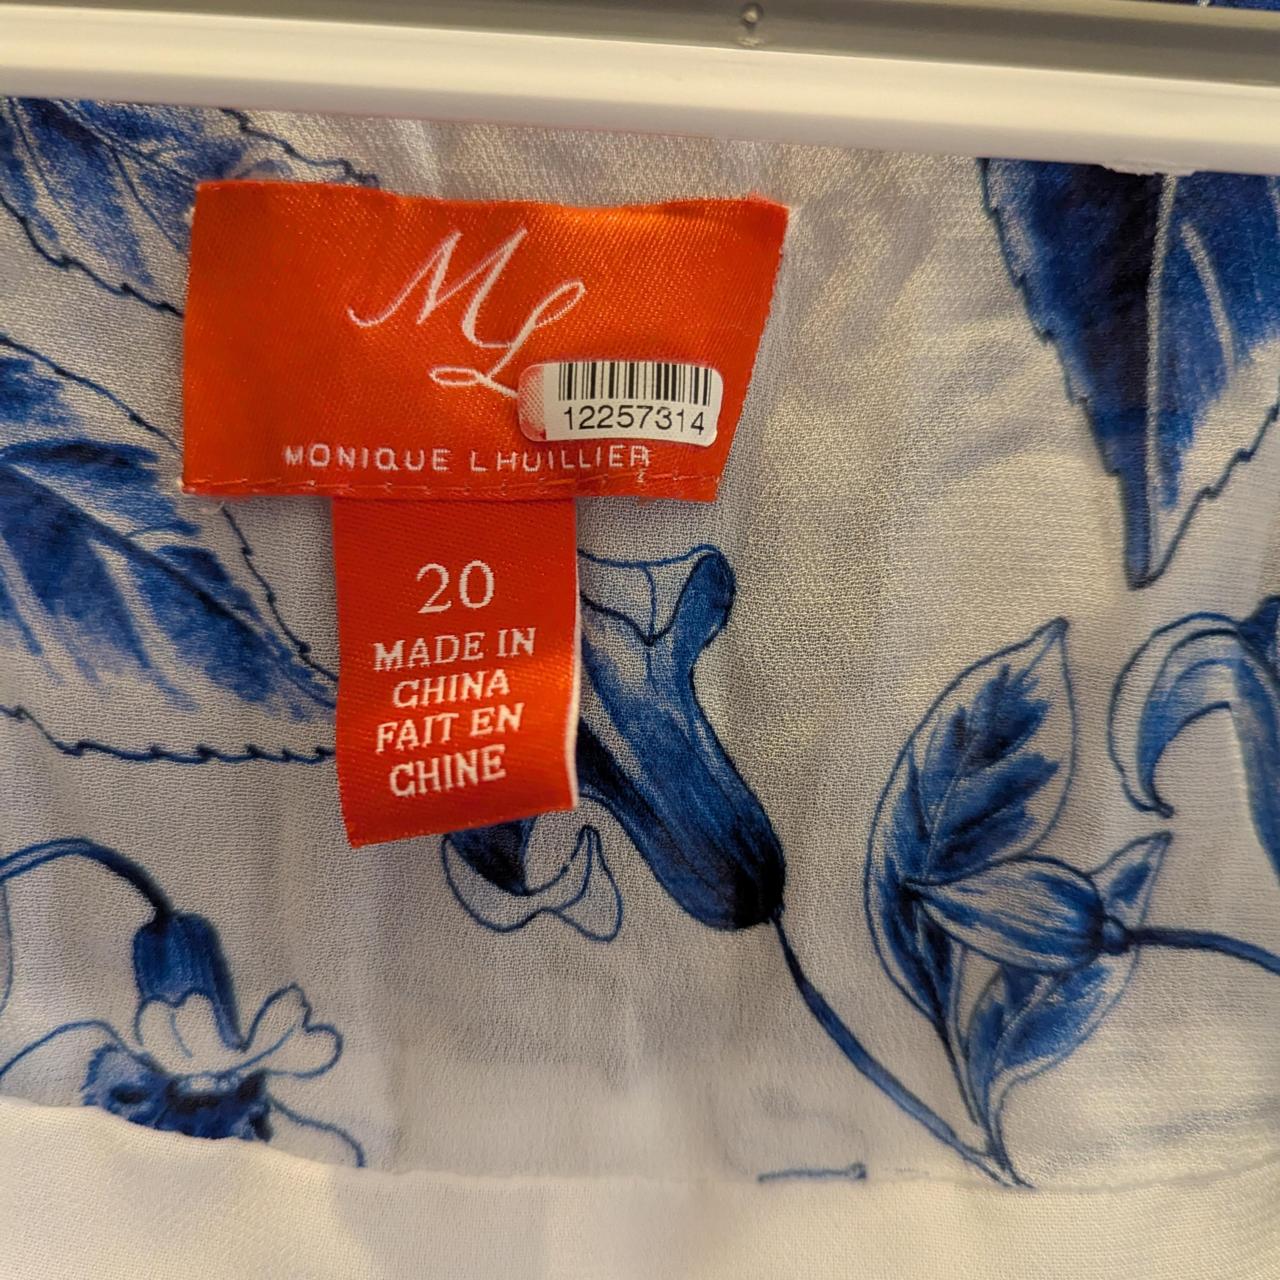 ML
12257314
MONIQUE LHUILLIER
20
MADE IN
CHINA
FAIT EN
CHINE